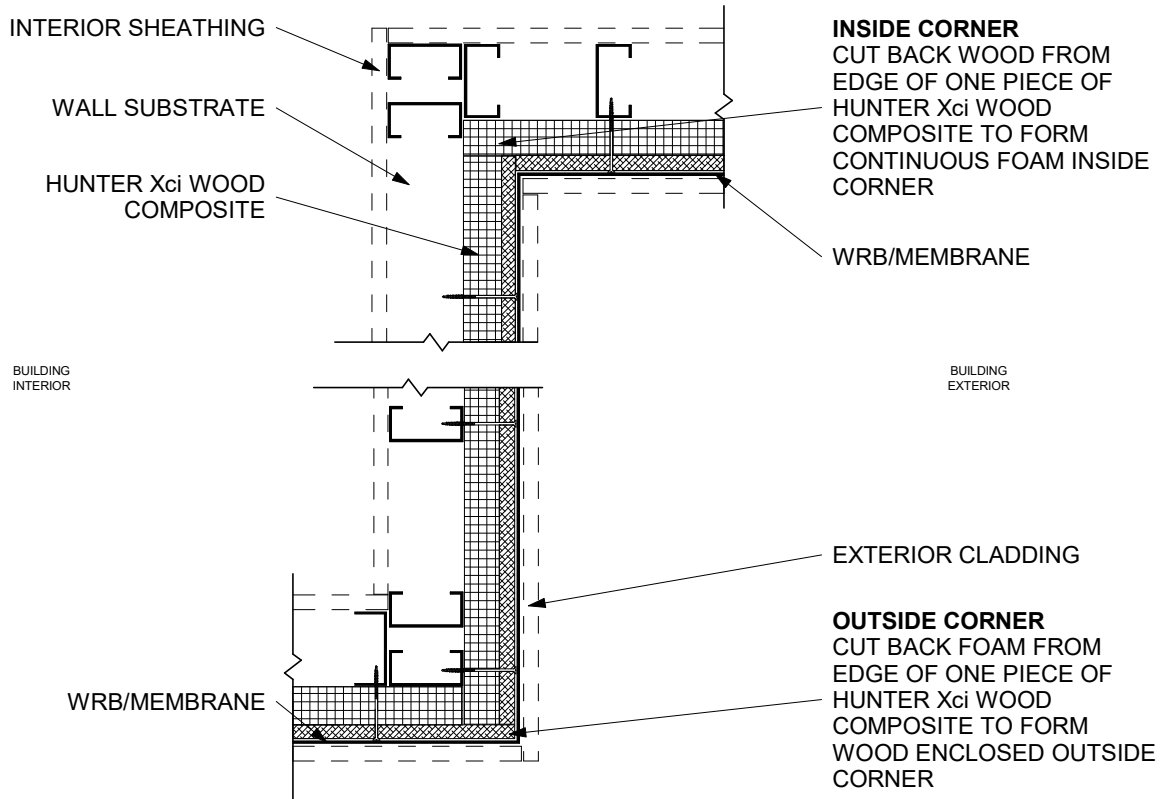 INTERIOR SHEATHING
WALL SUBSTRATE
HUNTER Xci WOOD
COMPOSITE
INSIDE CORNER
CUT BACK WOOD FROM
EDGE OF ONE PIECE OF
HUNTER Xci WOOD
COMPOSITE TO FORM
CONTINUOUS FOAM INSIDE
CORNER
WRB/MEMBRANE
BUILDING
INTERIOR
BUILDING
EXTERIOR
EXTERIOR CLADDING
WRB/MEMBRANE
OUTSIDE CORNER
CUT BACK FOAM FROM
EDGE OF ONE PIECE OF
HUNTER Xci WOOD
COMPOSITE TO FORM
WOOD ENCLOSED OUTSIDE
CORNER